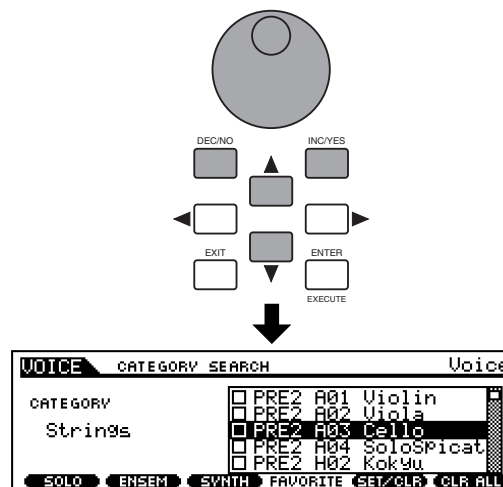 DEC/NO INC/YES
EXIT ENTER
EXECUTE
VOICE CATEGORY SEARCH Voice
CATEGORY
Strings
PRE2 A01 Violin
PRE2 A02 Viola
PRE2 A03 Cello
PRE2 A04 SoloSpicat
PRE2 H02 Kokyu
SOLO ENSEM SYNTH FAVORITE SET/CLR CLR ALL